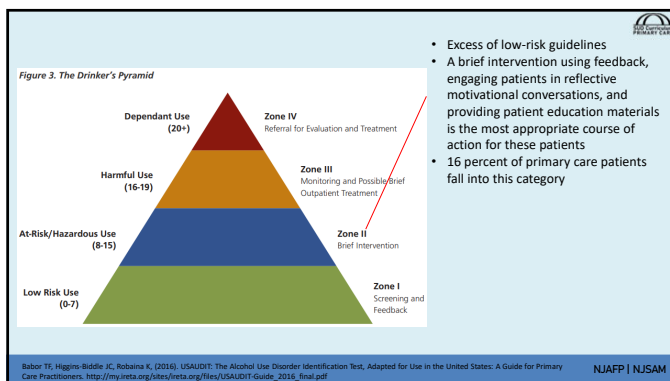 SUD Curriculum
PRIMARY CARE
• Excess of low-risk guidelines
• A brief intervention using feedback,
engaging patients in reflective
motivational conversations, and
providing patient education materials
is the most appropriate course of
action for these patients
• 16 percent of primary care patients
fall into this category
Figure 3. The Drinker's Pyramid
Dependant Use
(20+)
Zone IV
Referral for Evaluation and Treatment
Harmful Use
(16-19)
Zone III
Monitoring and Possible Brief
Outpatient Treatment
At-Risk/Hazardous Use
(8-15)
Zone II
Brief Intervention
Low Risk Use
(0-7)
Zone I
Screening and
Feedback
Babor TF, Higgins-Biddle JC, Robaina K, (2016). USAUDIT: The Alcohol Use Disorder Identification Test, Adapted for Use in the United States: A Guide for Primary
Care Practitioners. http://my.ireta.org/sites/ireta.org/files/USAUDIT-Guide_2016_final.pdf
NJAFP | NJSAM